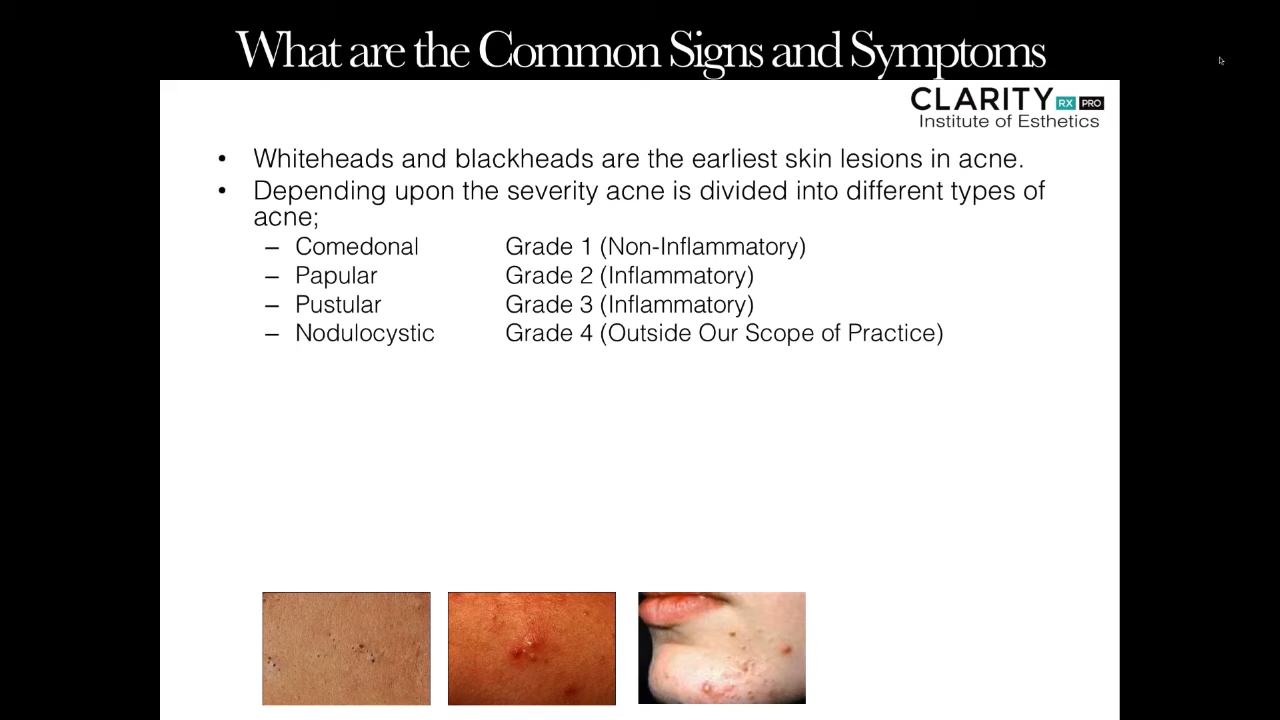 What are the Common Signs and Symptoms
CLARITY RX PRO
Institute of Esthetics
• Whiteheads and blackheads are the earliest skin lesions in acne.
• Depending upon the severity acne is divided into different types of
acne;
– Comedonal Grade 1 (Non-Inflammatory)
– Papular Grade 2 (Inflammatory)
– Pustular Grade 3 (Inflammatory)
– Nodulocystic Grade 4 (Outside Our Scope of Practice)